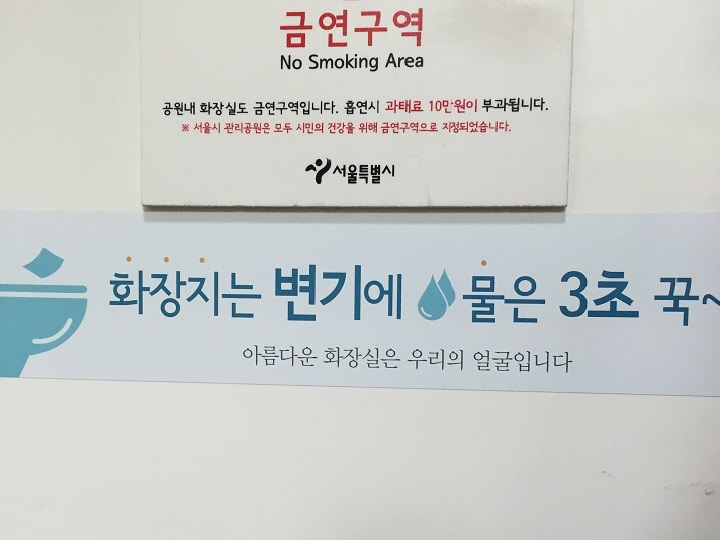 금연구역
No Smoking Area
공원내 화장실도 금연구역입니다. 흡연시 과태료 10만원이 부과됩니다.
※ 서울시 관리공원은 모두 시민의 건강을 위해 금연구역으로 지정되었습니다.
서울특별시
화장지는 변기에 물은 3초 꾹~
아름다운 화장실은 우리의 얼굴입니다